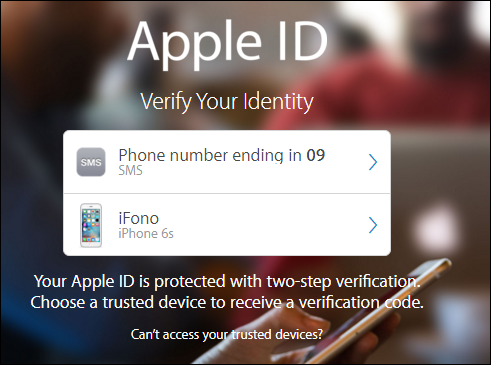 Apple ID
Verify Your Identity
SMS
Phone number ending in 09
SMS
iFono
iPhone 6s
Your Apple ID is protected with two-step verification.
Choose a trusted device to receive a verification code.
Can't access your trusted devices?